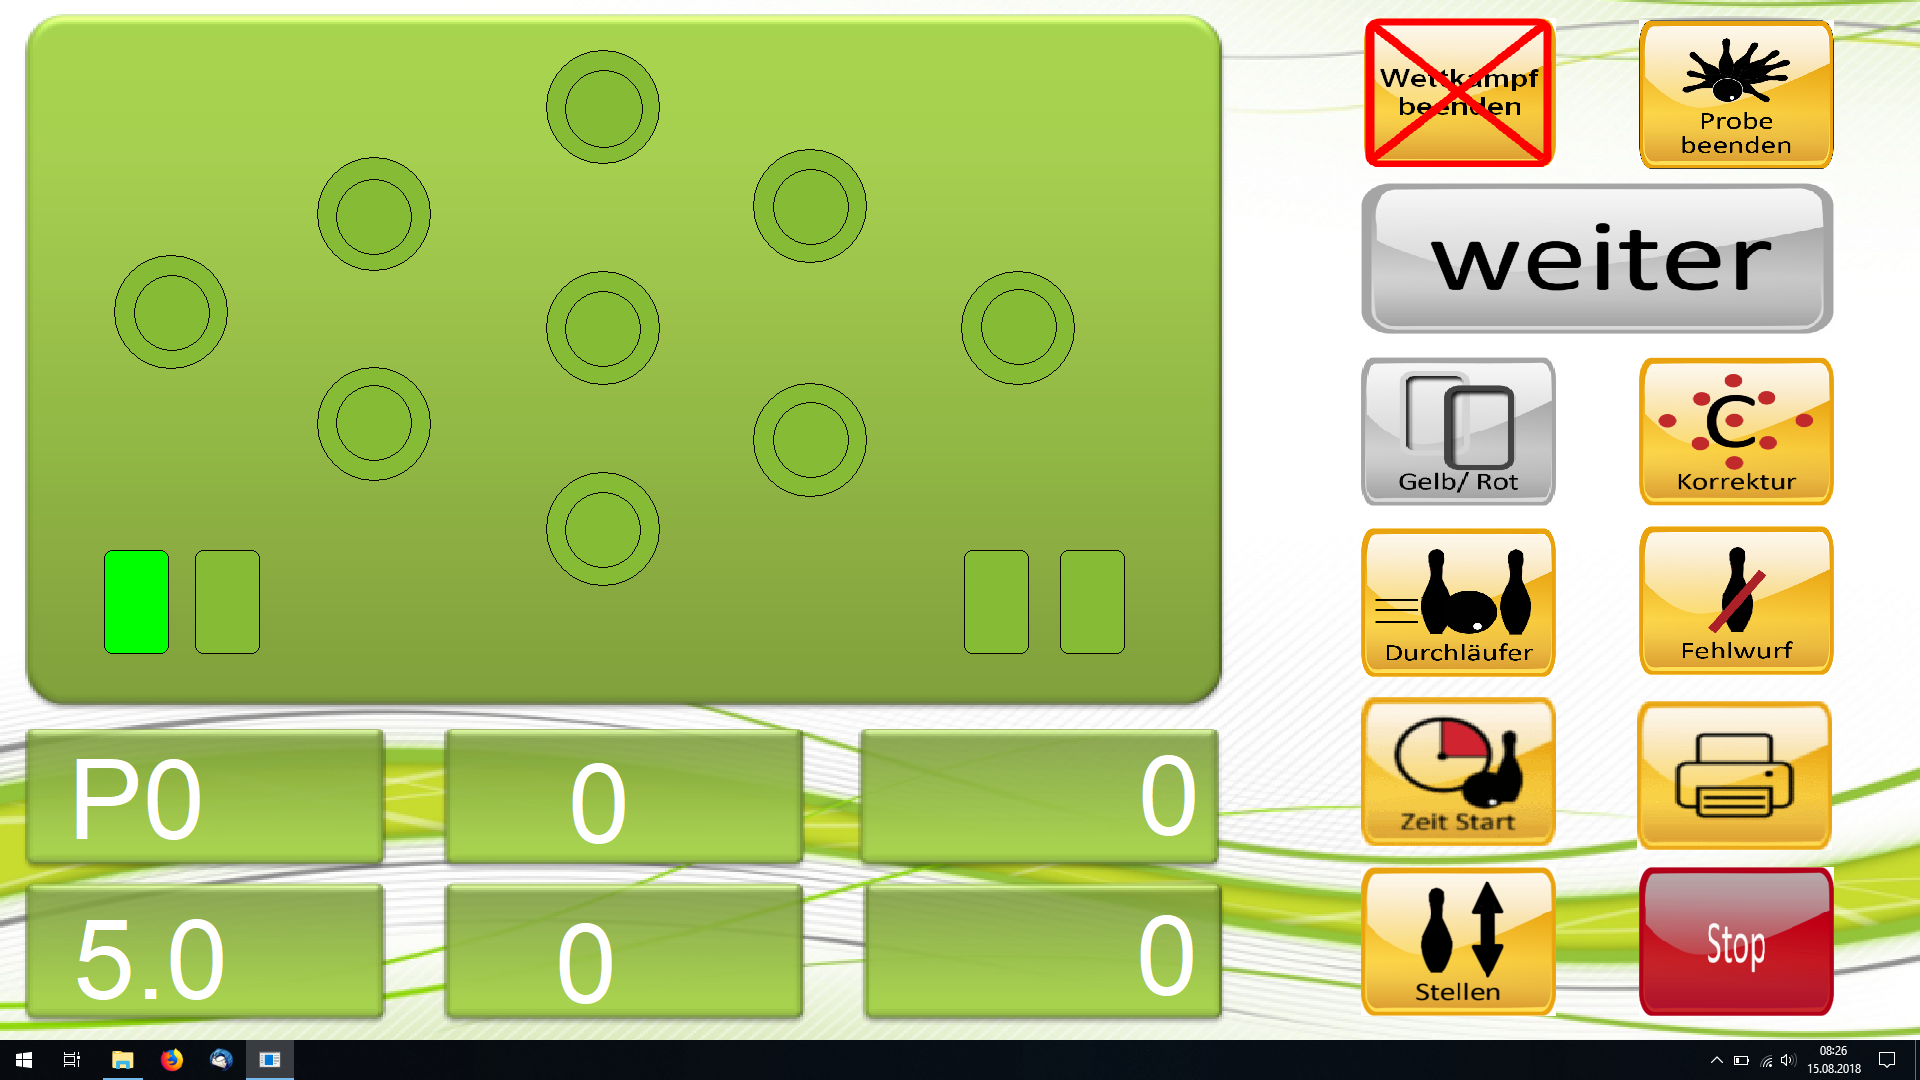 Wettkampf
beenden
Probe
beenden
weiter
Gelb/ Rot
C
Korrektur
Durchläufer
Fehlwurf
P0
0
0
Zeit Start
5.0
0
0
Stellen
Stop
08:26
15.08.2018